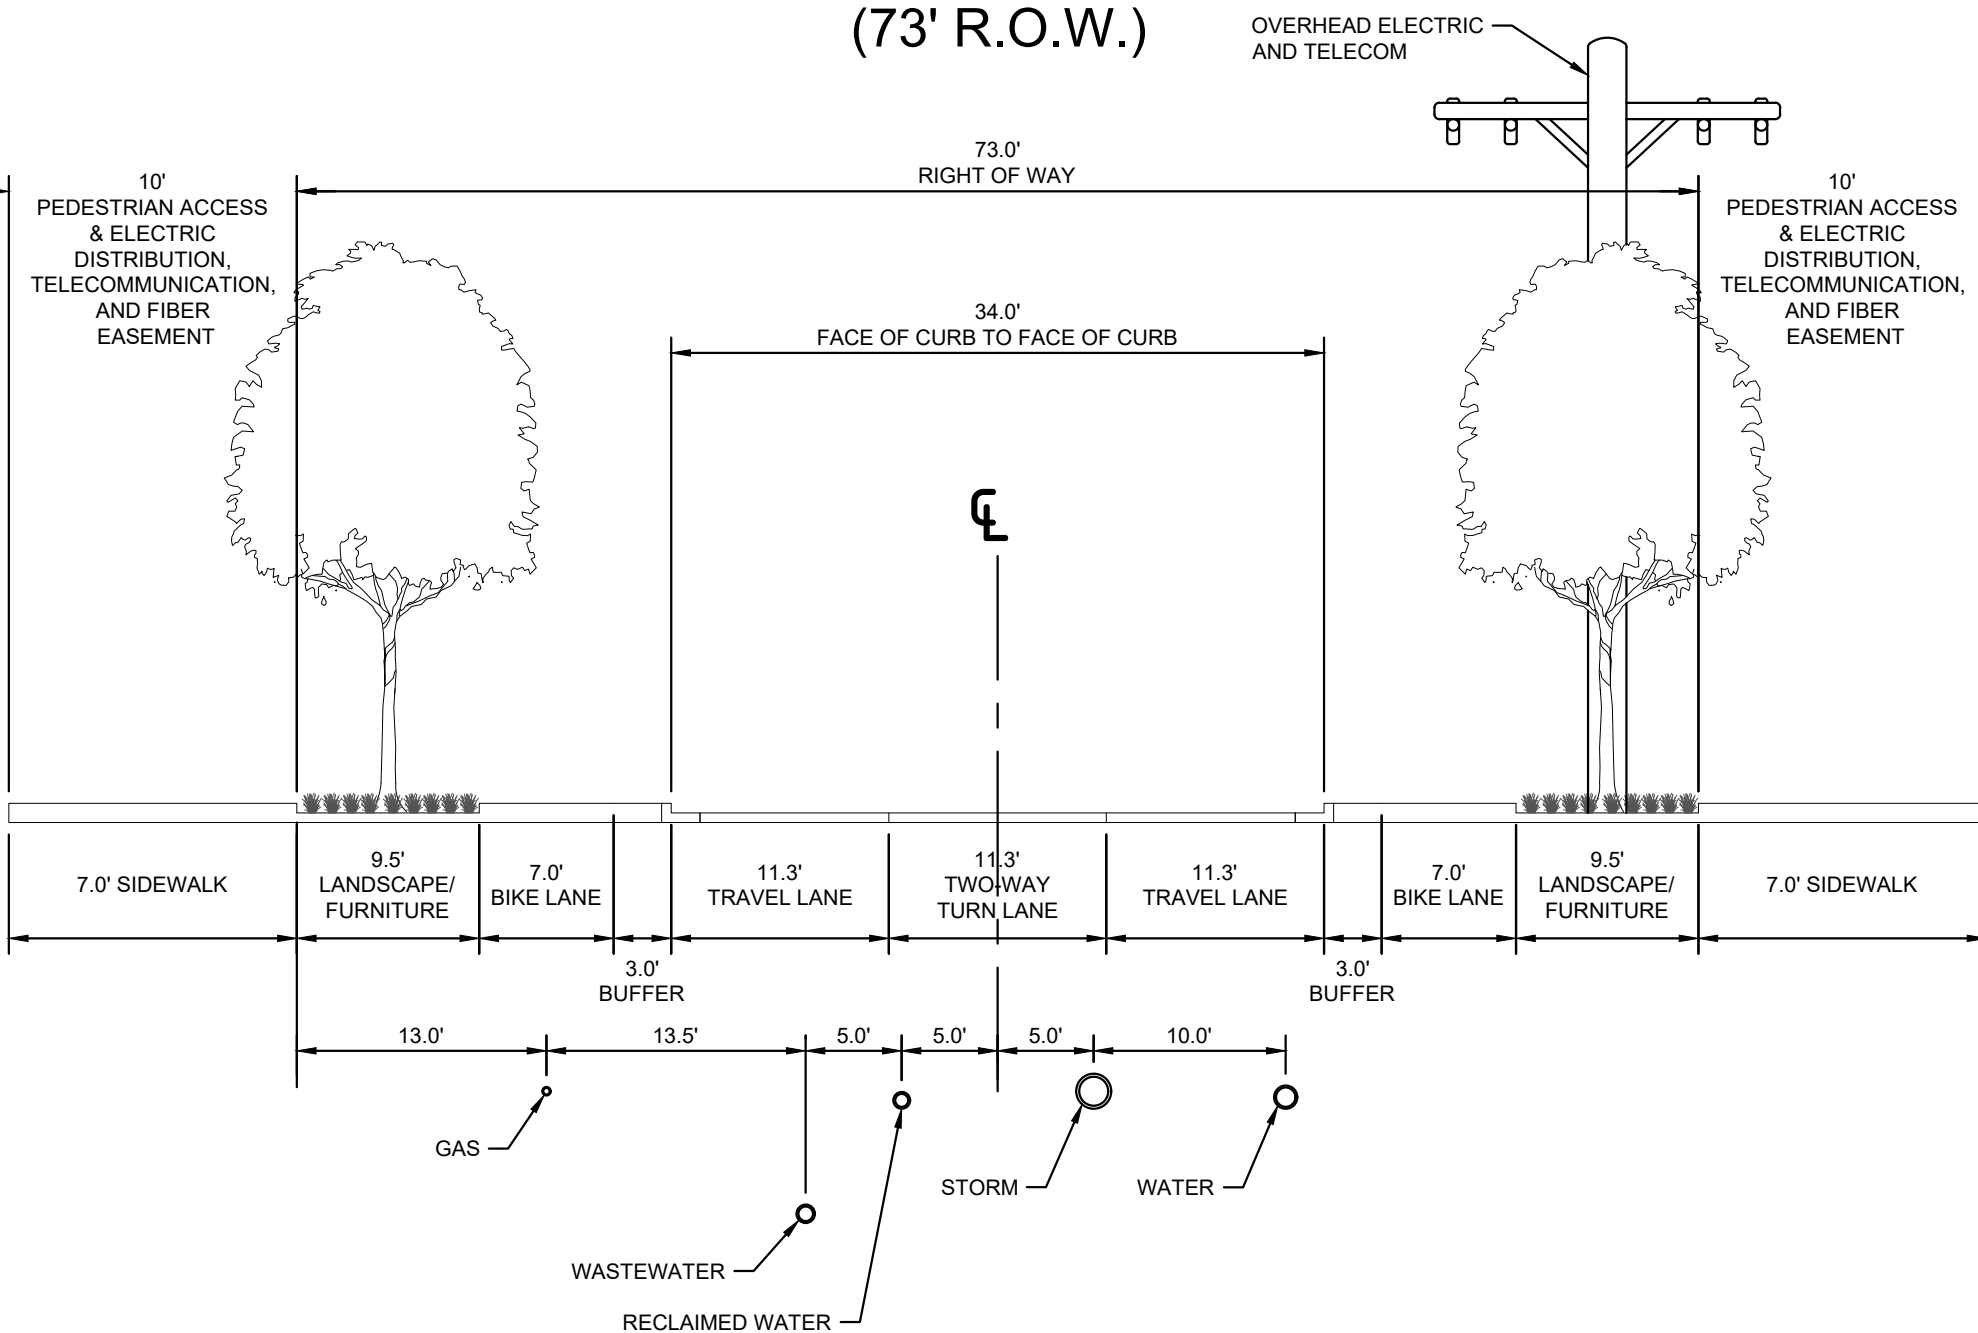 (73' R.O.W.)
OVERHEAD ELECTRIC
AND TELECOM
73.0'
RIGHT OF WAY
10'
PEDESTRIAN ACCESS
& ELECTRIC
DISTRIBUTION,
TELECOMMUNICATION,
AND FIBER
EASEMENT
10'
PEDESTRIAN ACCESS
& ELECTRIC
DISTRIBUTION,
TELECOMMUNICATION,
AND FIBER
EASEMENT
34.0'
FACE OF CURB TO FACE OF CURB
CL
7.0' SIDEWALK
9.5'
LANDSCAPE/
FURNITURE
7.0'
BIKE LANE
11.3'
TRAVEL LANE
11.3'
TWO-WAY
TURN LANE
11.3'
TRAVEL LANE
7.0'
BIKE LANE
9.5'
LANDSCAPE/
FURNITURE
7.0' SIDEWALK
3.0'
BUFFER
3.0'
BUFFER
13.0'
13.5'
5.0'
5.0'
5.0'
10.0'
GAS
STORM
WATER
WASTEWATER
RECLAIMED WATER